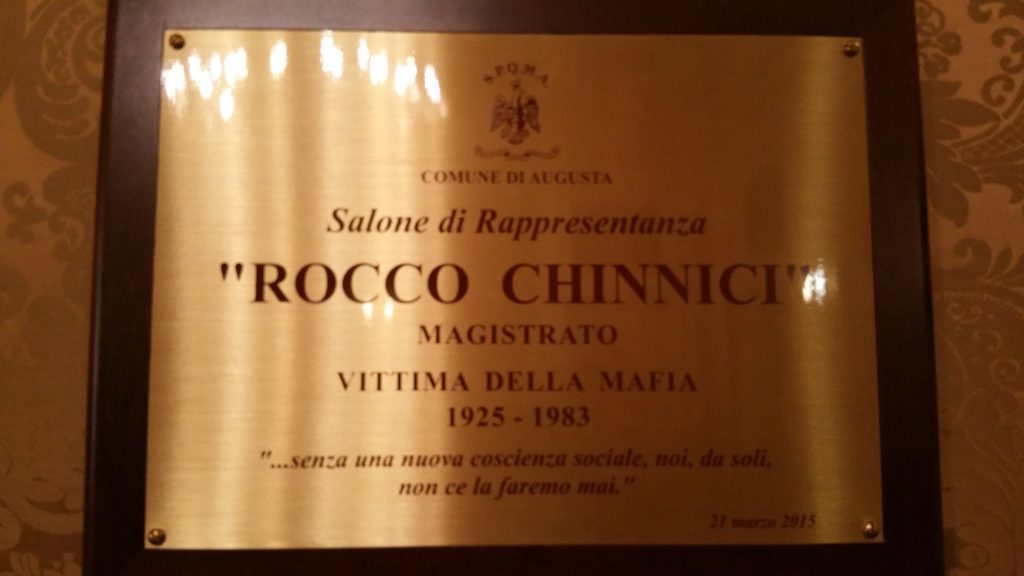 S.P.Q.M.A.
COMUNE DI AUGUSTA
Salone di Rappresentanza
"ROCCO CHINNICI"
MAGISTRATO
VITTIMA DELLA MAFIA
1925 - 1983
"...senza una nuova coscienza sociale, noi, da soli,
non ce la faremo mai."
21 marzo 2015